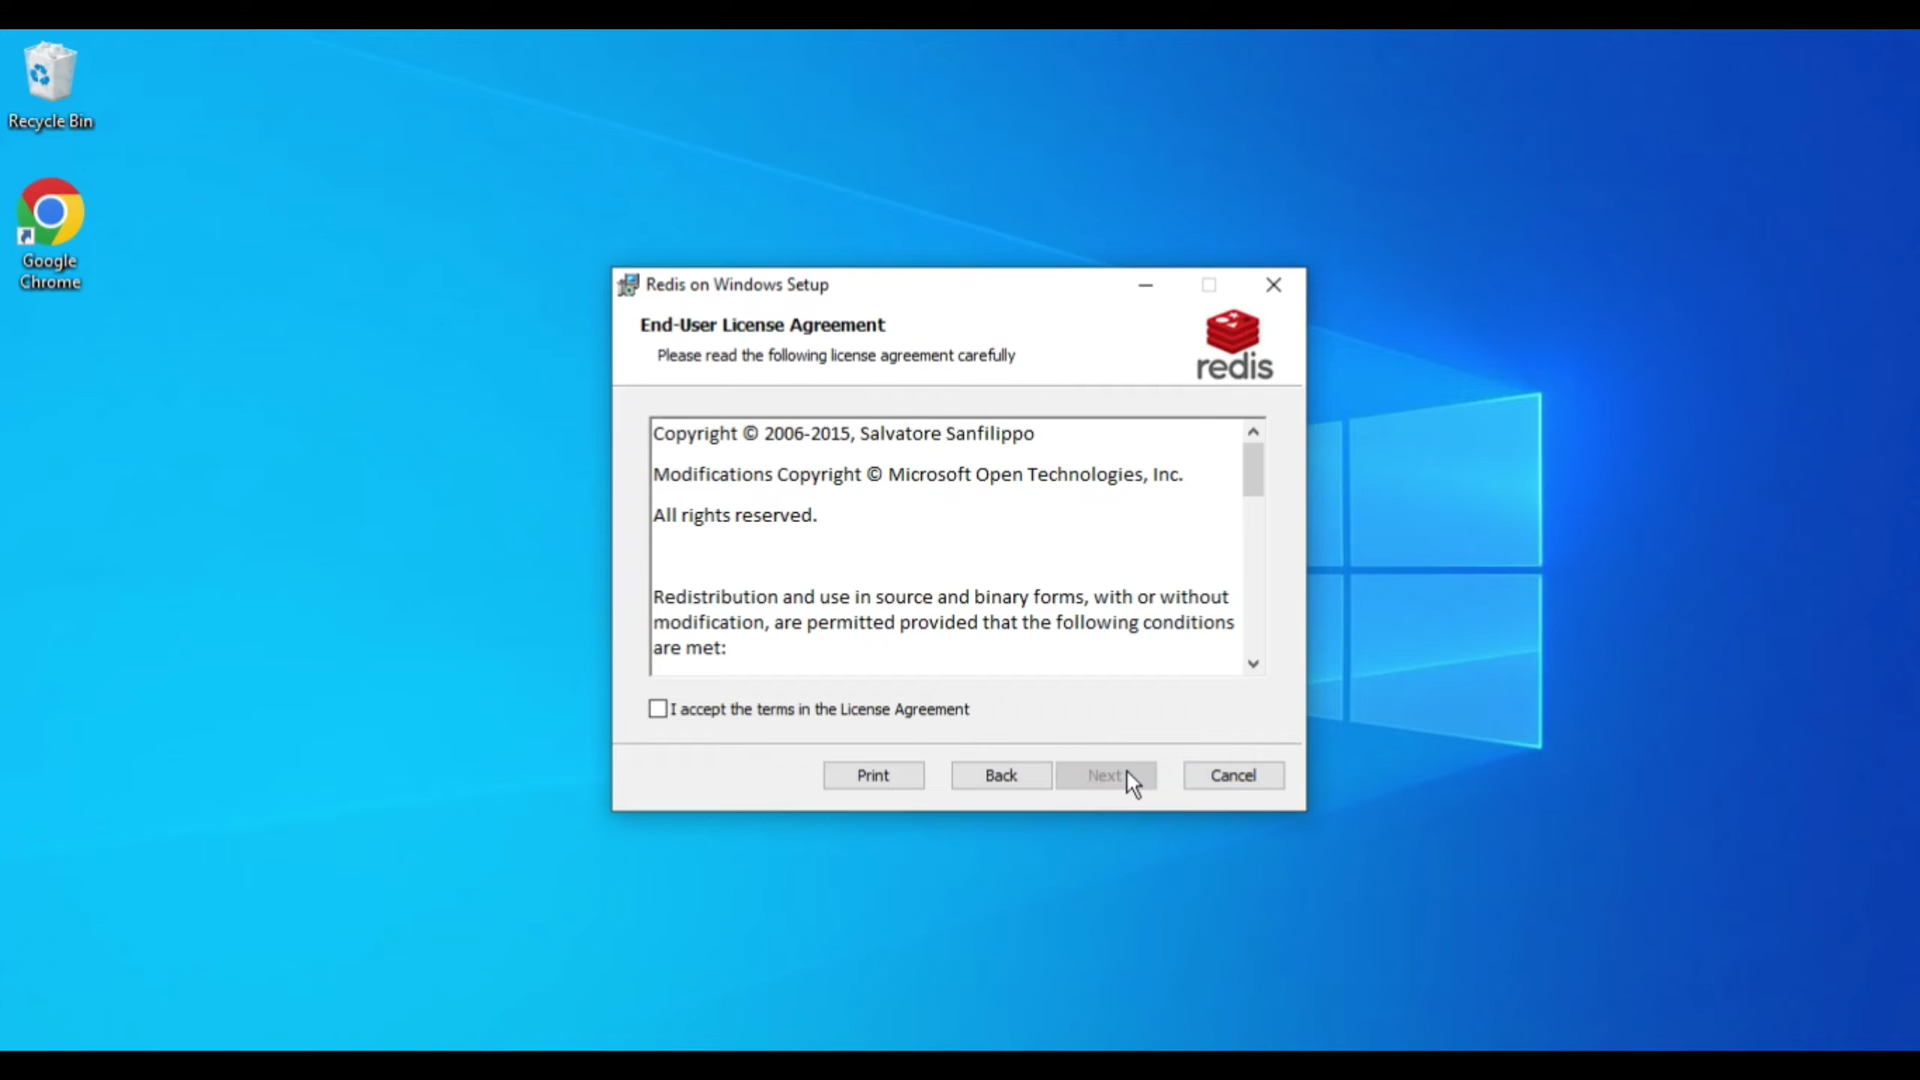 Recycle Bin
Google
Chrome
Redis on Windows Setup
End-User License Agreement
Please read the following license agreement carefully
redis
Copyright © 2006-2015, Salvatore Sanfilippo
Modifications Copyright © Microsoft Open Technologies, Inc.
All rights reserved.
Redistribution and use in source and binary forms, with or without
modification, are permitted provided that the following conditions
are met:
I accept the terms in the License Agreement
Print
Back
Next
Cancel